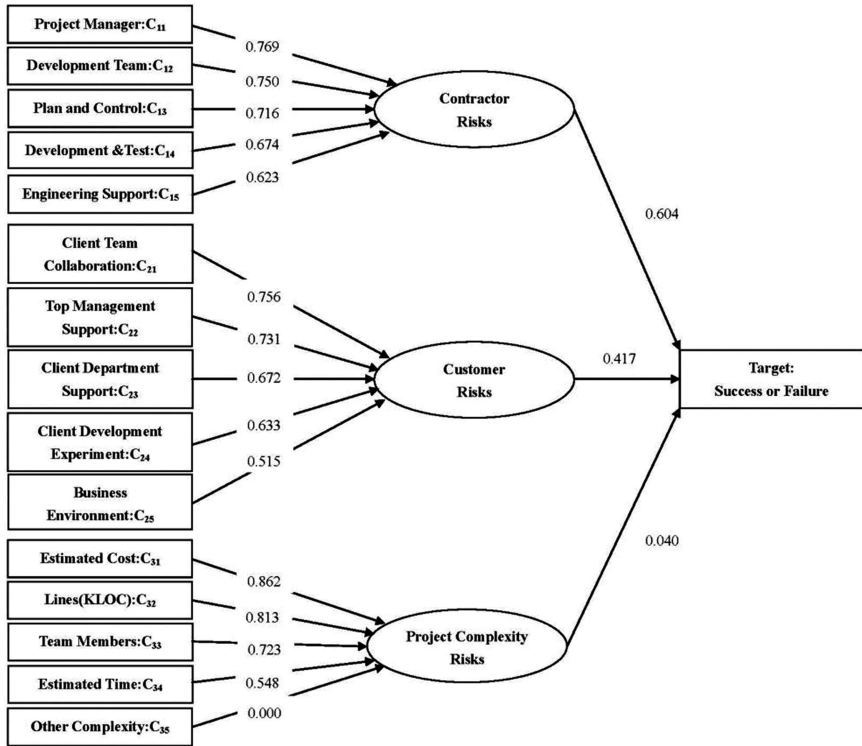 Project Manager:C₁₁
0.769
Development Team:C₁₂
0.750
Plan and Control:C₁₃
0.716
Development &Test:C₁₄
0.674
Engineering Support:C₁₅
0.623
Contractor
Risks
0.604
Client Team
Collaboration:C₂₁
0.756
Top Management
Support:C₂₂
0.731
Client Department
Support:C₂₃
0.672
Client Development
Experiment:C₂₄
0.633
Business
Environment:C₂₅
0.515
Customer
Risks
0.417
Target:
Success or Failure
Estimated Cost:C₃₁
0.862
Lines(KLOC):C₃₂
0.813
Team Members:C₃₃
0.723
Estimated Time:C₃₄
0.548
Other Complexity:C₃₅
0.000
Project Complexity
Risks
0.040